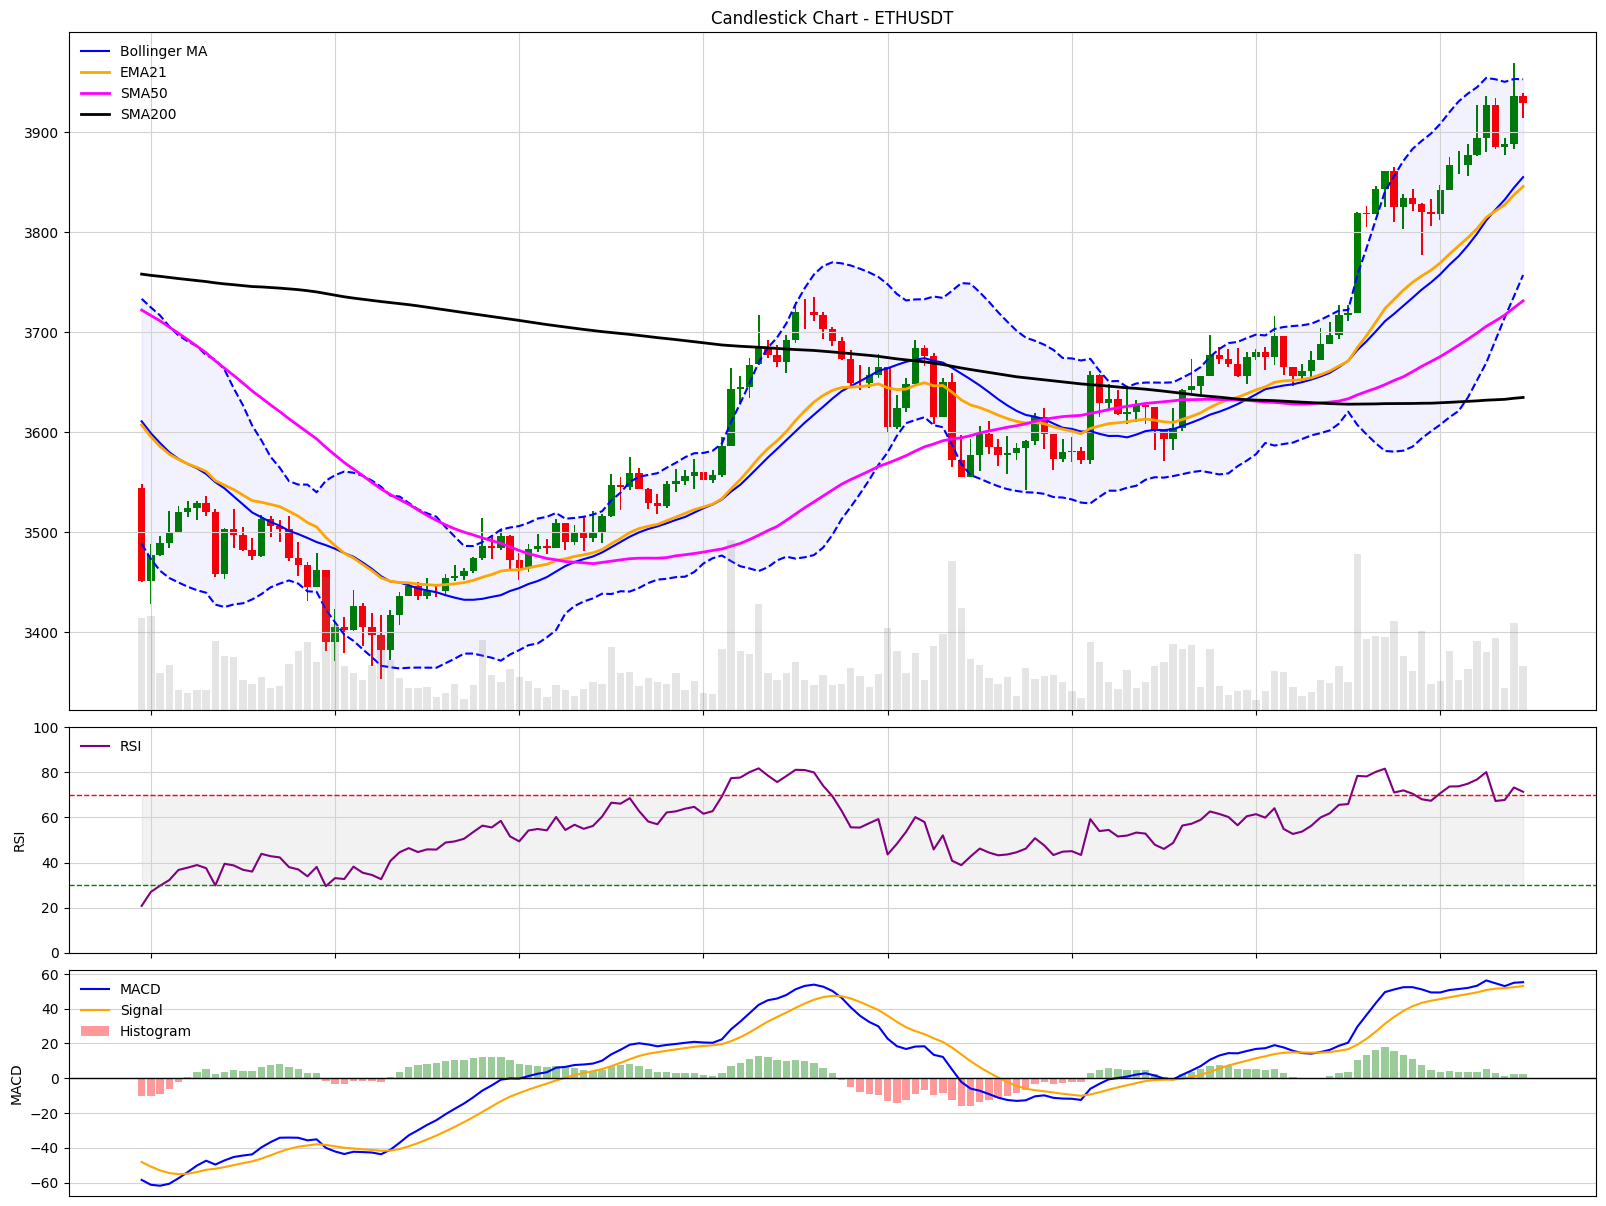 Candlestick Chart - ETHUSDT
Bollinger MA
EMA21
SMA50
SMA200
3900
3800
3700
3600
3500
3400
RSI
100
80
60
40
20
0
RSI
MACD
Signal
Histogram
60
40
20
0
−20
−40
−60
MACD